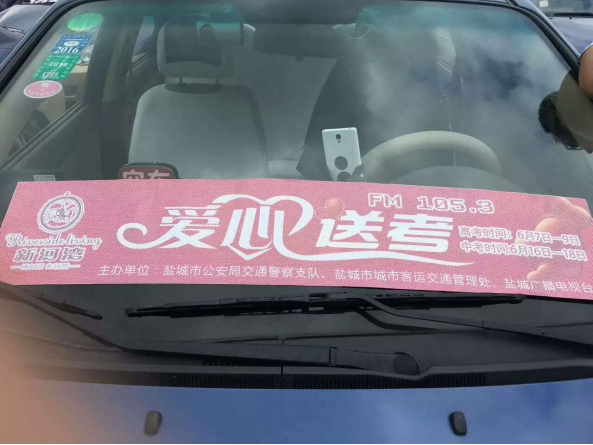 2016
空车
FM 105.3
Riverside living
新河湾
爱心送考
高考时间：6月7日—9日
中考时间：6月16日—18日
主办单位：盐城市公安局交通警察支队、盐城市城市客运交通管理处、盐城广播电视台